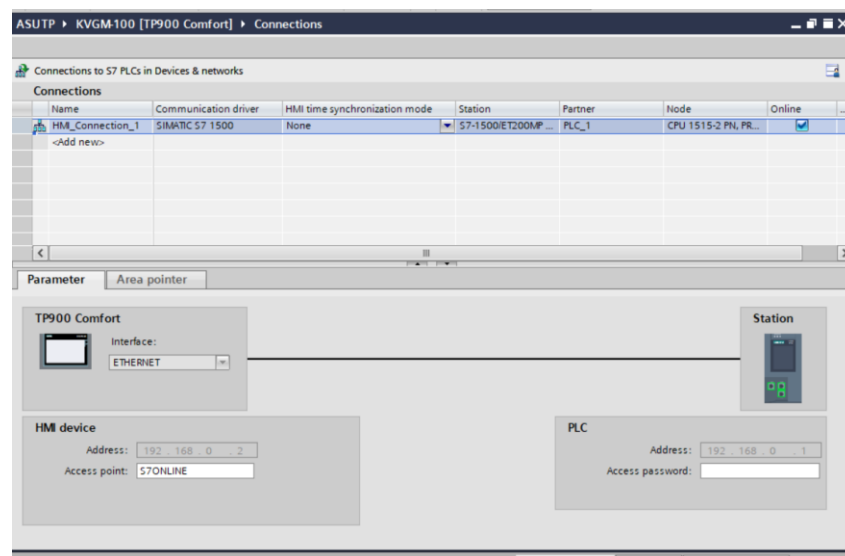 ASUTP ▸ KVGM-100 [TP900 Comfort] ▸ Connections
Connections to S7 PLCs in Devices & networks
Connections
Name Communication driver HMI time synchronization mode Station Partner Node Online ...
HMI_Connection_1 SIMATIC S7 1500 None S7-1500/ET200MP ... PLC_1 CPU 1515-2 PN, PR...
<Add new>
Parameter Area pointer
TP900 Comfort Station
Interface:
ETHERNET
HMI device PLC
Address: 192 . 168 . 0 . 2 Address: 192 . 168 . 0 . 1
Access point: S7ONLINE Access password: